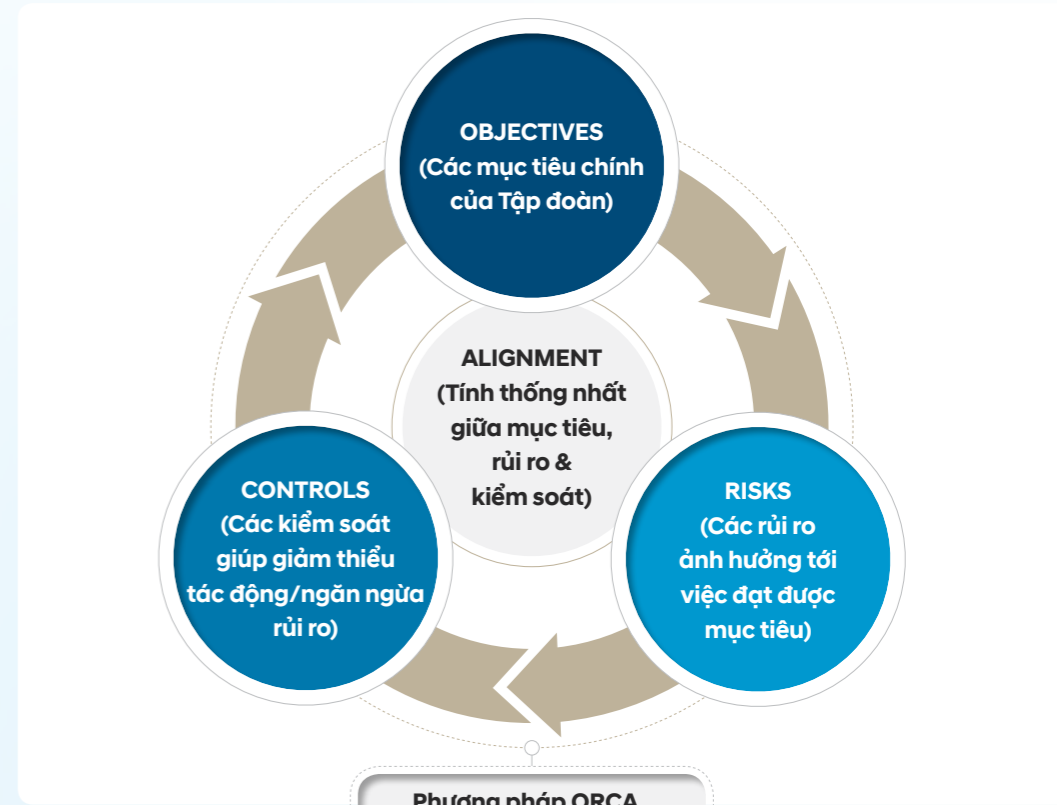 OBJECTIVES
(Các mục tiêu chính
của Tập đoàn)
ALIGNMENT
(Tính thống nhất
giữa mục tiêu,
rủi ro &
kiểm soát)
CONTROLS
(Các kiểm soát
giúp giảm thiểu
tác động/ngăn ngừa
rủi ro)
RISKS
(Các rủi ro
ảnh hưởng tới
việc đạt được
mục tiêu)
Phương pháp ORCA